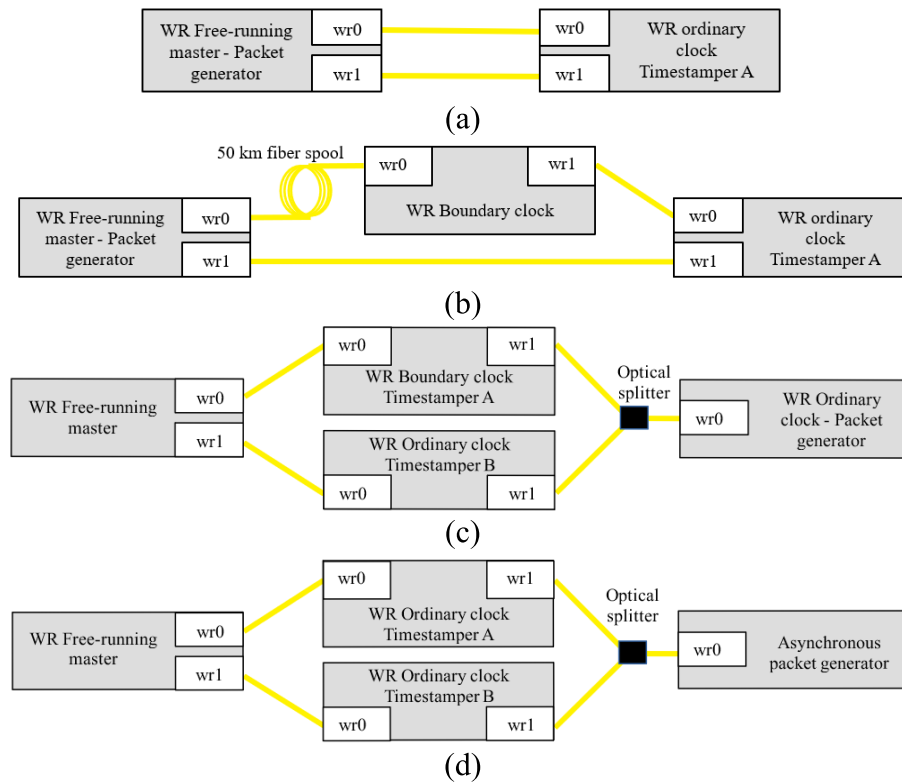 WR Free-running
master - Packet
generator
wr0
wr1
wr0
wr1
WR ordinary
clock
Timestamper A
(a)
50 km fiber spool
WR Free-running
master - Packet
generator
wr0
wr1
wr0
wr1
WR Boundary clock
wr0
wr1
WR ordinary
clock
Timestamper A
(b)
WR Free-running
master
wr0
wr1
wr0
wr1
WR Boundary clock
Timestamper A
WR Ordinary clock
Timestamper B
wr0
wr1
Optical
splitter
wr0
WR Ordinary
clock - Packet
generator
(c)
WR Free-running
master
wr0
wr1
wr0
wr1
WR Ordinary clock
Timestamper A
WR Ordinary clock
Timestamper B
wr0
wr1
Optical
splitter
wr0
Asynchronous
packet generator
(d)